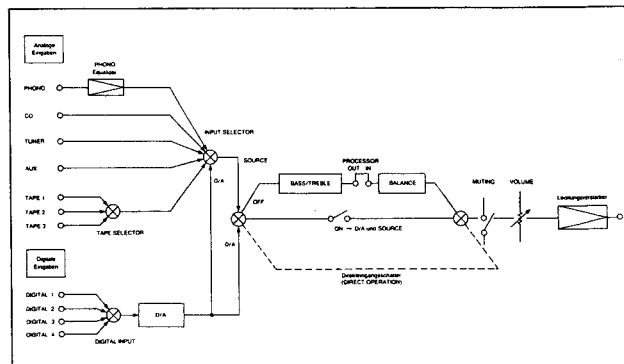 Analoge
Eingaben
PHONO
Equalizer
PHONO
CD
TUNER
AUX
TAPE 1
TAPE 2
TAPE 3
TAPE SELECTOR
INPUT SELECTOR
D/A
SOURCE
OFF
D/A
BASS/TREBLE
PROCESSOR
OUT IN
BALANCE
MUTING
VOLUME
Leistungsverstärker
ON → D/A und SOURCE
Direkteingangsschalter
(DIRECT OPERATION)
Digitale
Eingaben
DIGITAL 1
DIGITAL 2
DIGITAL 3
DIGITAL 4
DIGITAL INPUT
D/A